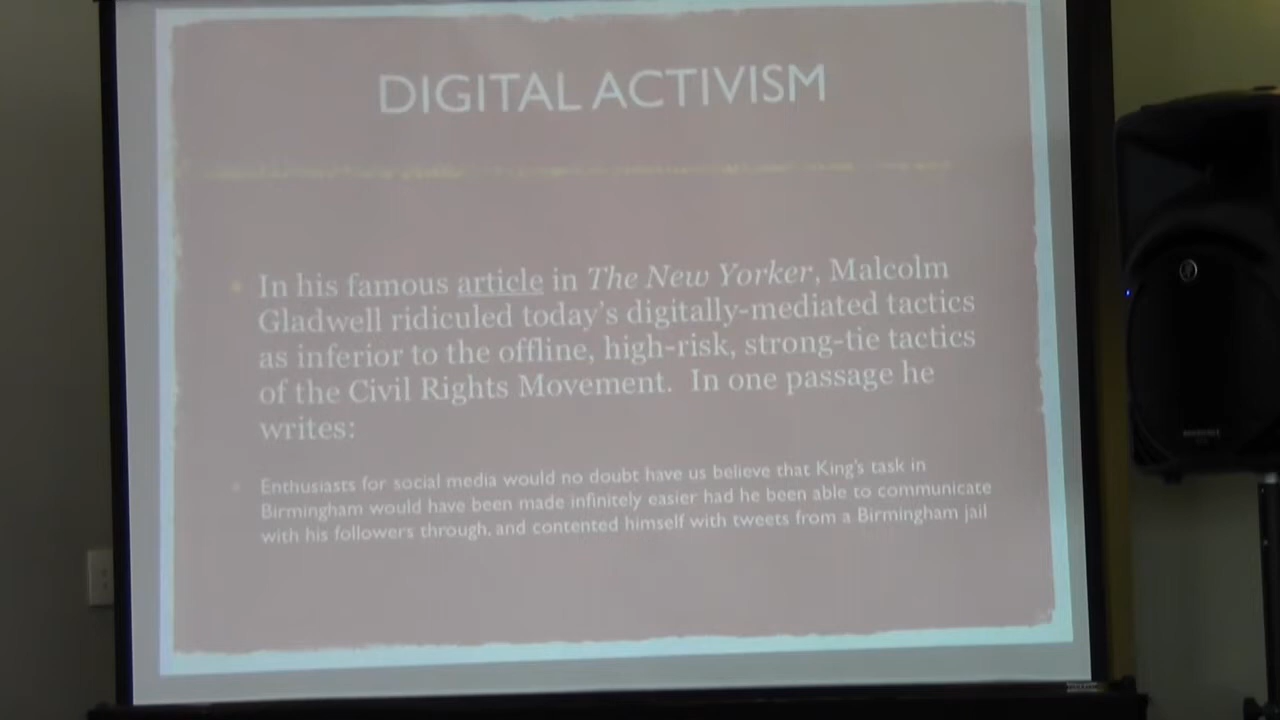 DIGITAL ACTIVISM
In his famous article in The New Yorker, Malcolm
Gladwell ridiculed today's digitally-mediated tactics
as inferior to the offline, high-risk, strong-tie tactics
of the Civil Rights Movement. In one passage he
writes:
Enthusiasts for social media would no doubt have us believe that King's task in
Birmingham would have been made infinitely easier had he been able to communicate
with his followers through, and contented himself with tweets from a Birmingham jail